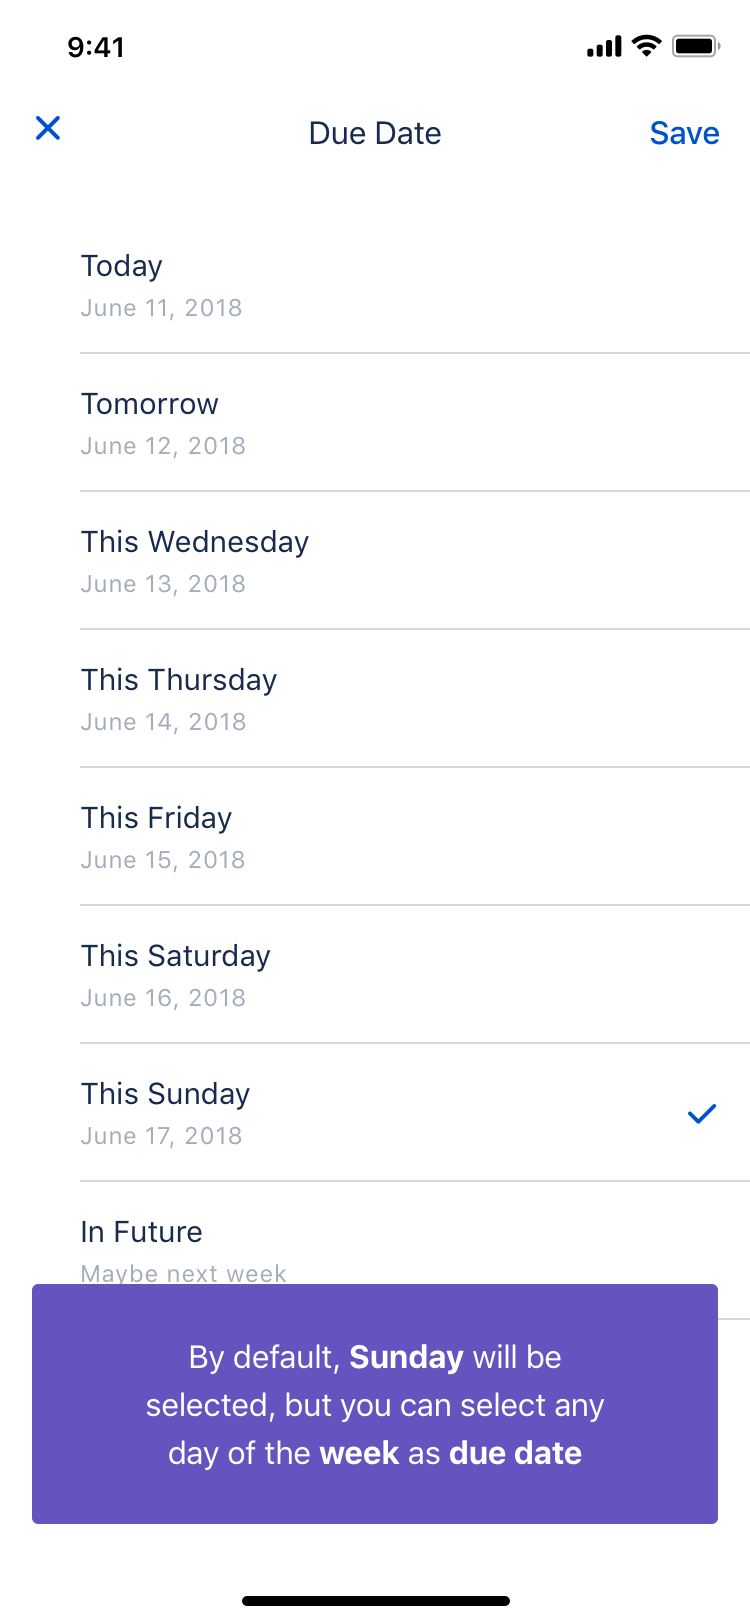 9:41
Due Date
Save
Today
June 11, 2018
Tomorrow
June 12, 2018
This Wednesday
June 13, 2018
This Thursday
June 14, 2018
This Friday
June 15, 2018
This Saturday
June 16, 2018
This Sunday
June 17, 2018
In Future
Maybe next week
By default, Sunday will be
selected, but you can select any
day of the week as due date